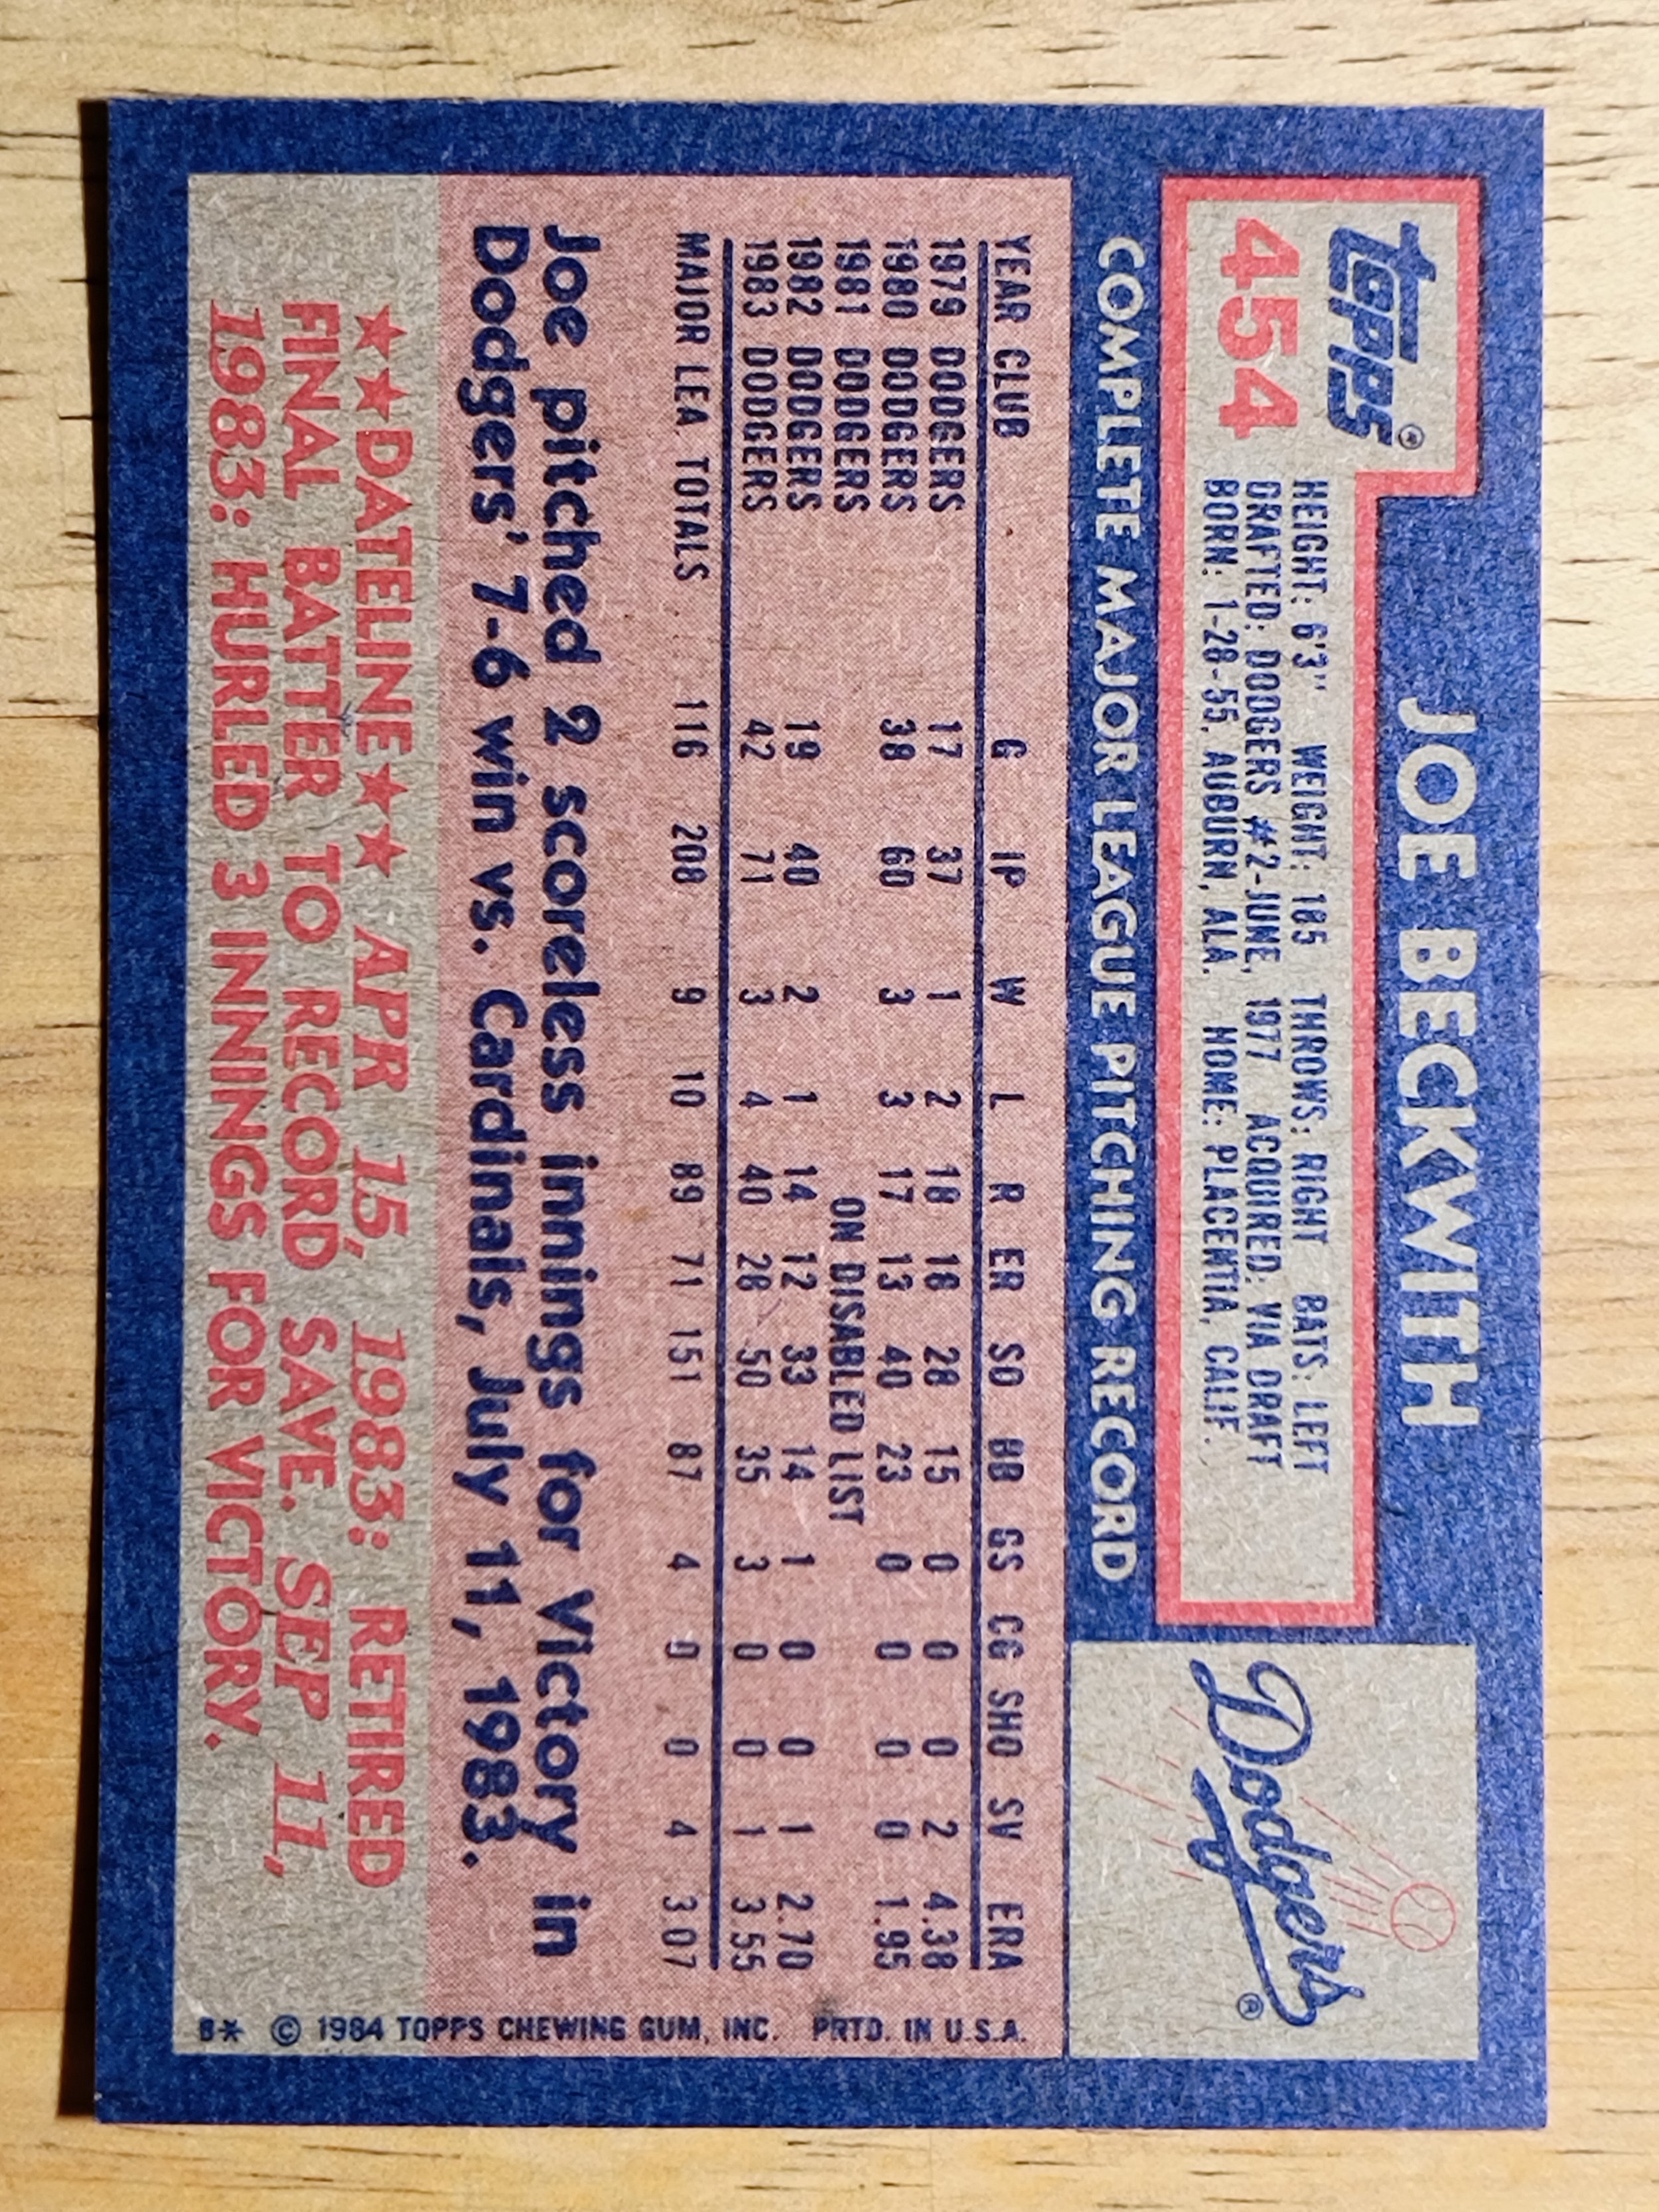 topps®
454
JOE BECKWITH
HEIGHT: 6'3" WEIGHT: 185 THROWS: RIGHT BATS: LEFT
DRAFTED: DODGERS #2-JUNE, 1977 ACQUIRED: VIA DRAFT
BORN: 1-28-55, AUBURN, ALA. HOME: PLACENTIA, CALIF.
Dodgers®
COMPLETE MAJOR LEAGUE PITCHING RECORD
YEAR CLUB G IP W L R ER SO BB GS CG SHO SV ERA
1979 DODGERS 17 37 1 2 18 18 28 15 0 0 0 2 4.38
1980 DODGERS 38 60 3 3 17 13 40 23 0 0 0 0 1.95
1981 DODGERS ON DISABLED LIST
1982 DODGERS 19 40 2 1 14 12 33 14 1 0 0 1 2.70
1983 DODGERS 42 71 3 4 40 28 50 35 3 0 0 1 3.55
MAJOR LEA. TOTALS 116 208 9 10 89 71 151 87 4 0 0 4 3.07
Joe pitched 2 scoreless innings for Victory in
Dodgers' 7-6 win vs. Cardinals, July 11, 1983.
★★DATELINE★★ APR 15, 1983: RETIRED
FINAL BATTER TO RECORD SAVE. SEP 11,
1983: HURLED 3 INNINGS FOR VICTORY.
B* © 1984 TOPPS CHEWING GUM, INC. PRTD. IN U.S.A.